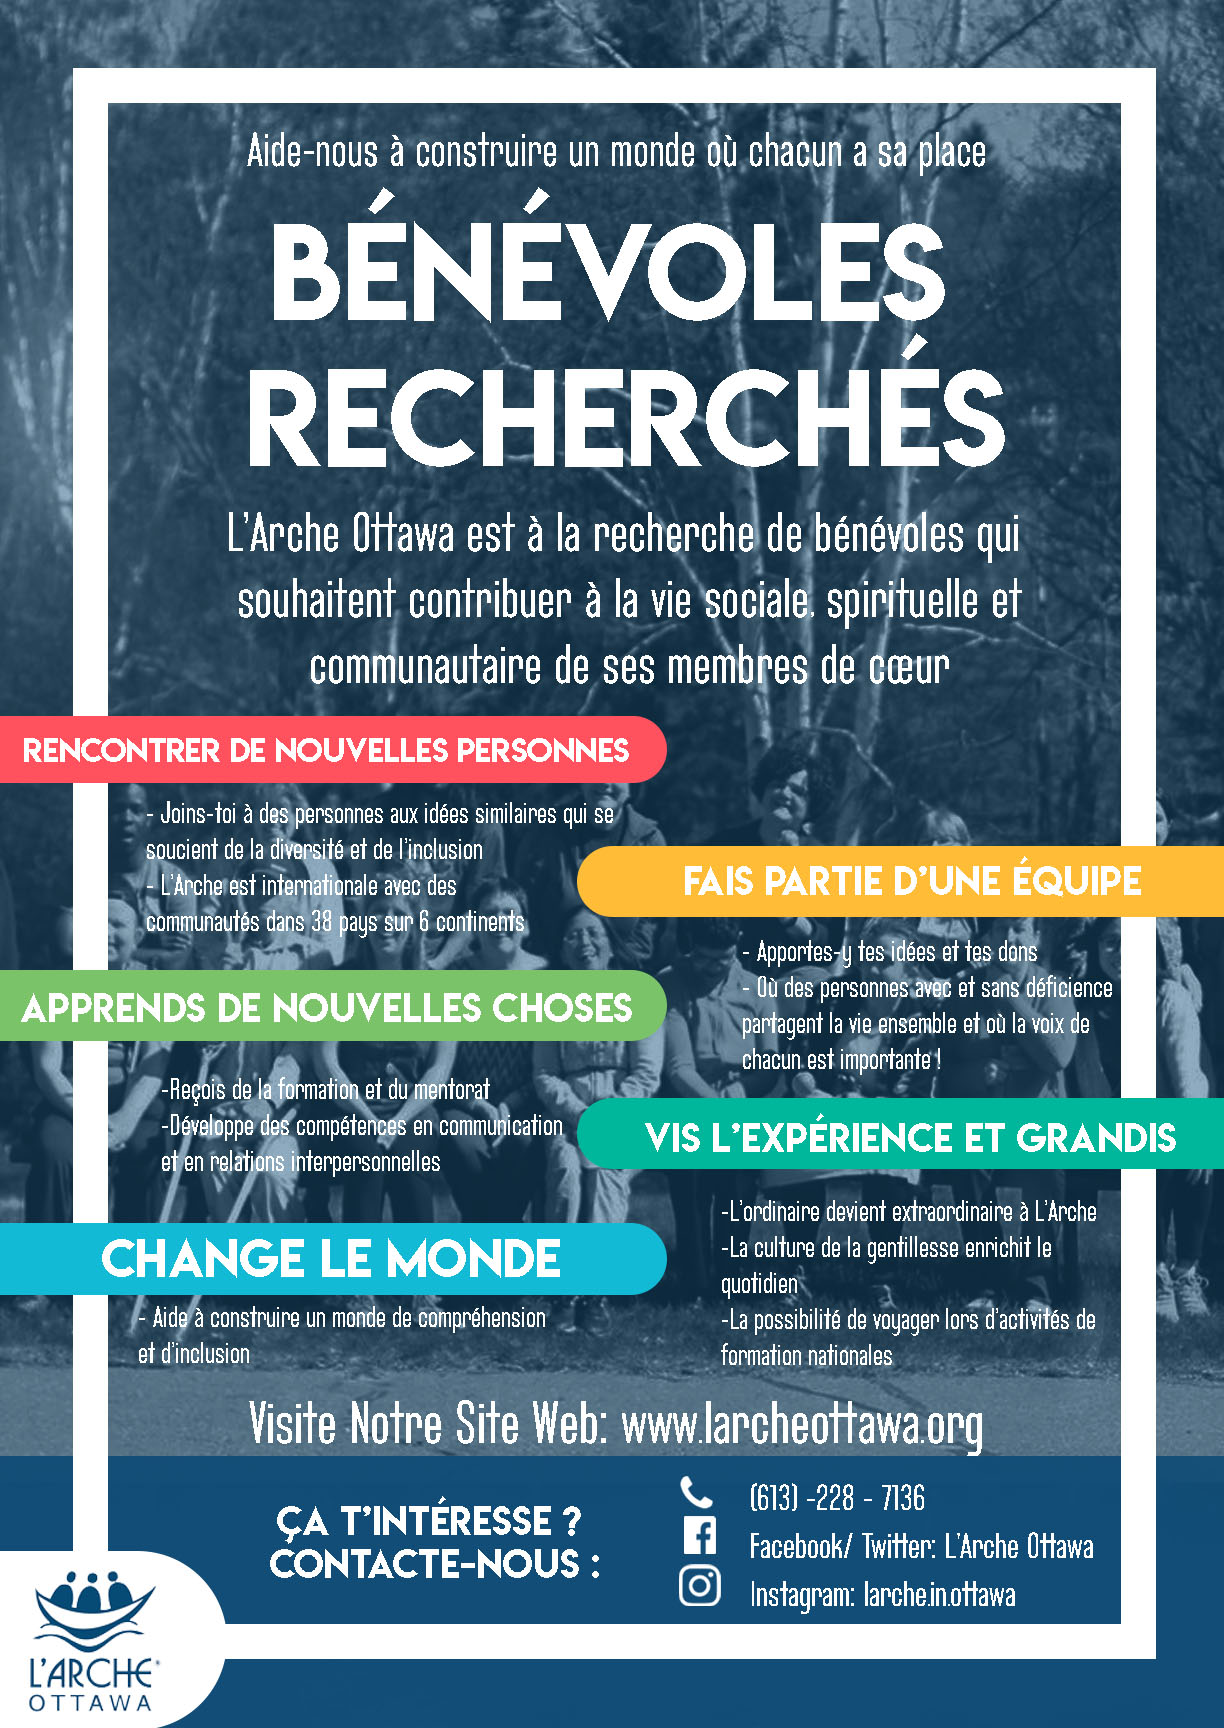 Aide-nous à construire un monde où chacun a sa place
BÉNÉVOLES
RECHERCHÉS
L'Arche Ottawa est à la recherche de bénévoles qui
souhaitent contribuer à la vie sociale, spirituelle et
communautaire de ses membres de cœur
RENCONTRER DE NOUVELLES PERSONNES
- Joins-toi à des personnes aux idées similaires qui se
soucient de la diversité et de l'inclusion
- L'Arche est internationale avec des
communautés dans 38 pays sur 6 continents
FAIS PARTIE D'UNE ÉQUIPE
- Apportes-y tes idées et tes dons
- Où des personnes avec et sans déficience
partagent la vie ensemble et où la voix de
chacun est importante !
APPRENDS DE NOUVELLES CHOSES
-Reçois de la formation et du mentorat
-Développe des compétences en communication
et en relations interpersonnelles
VIS L'EXPÉRIENCE ET GRANDIS
-L'ordinaire devient extraordinaire à L'Arche
-La culture de la gentillesse enrichit le
quotidien
-La possibilité de voyager lors d'activités de
formation nationales
CHANGE LE MONDE
- Aide à construire un monde de compréhension
et d'inclusion
Visite Notre Site Web: www.larcheottawa.org
ÇA T'INTÉRESSE ?
CONTACTE-NOUS :
(613) -228 - 7136
Facebook/ Twitter: L'Arche Ottawa
Instagram: larche.in.ottawa
L'ARCHE®
OTTAWA